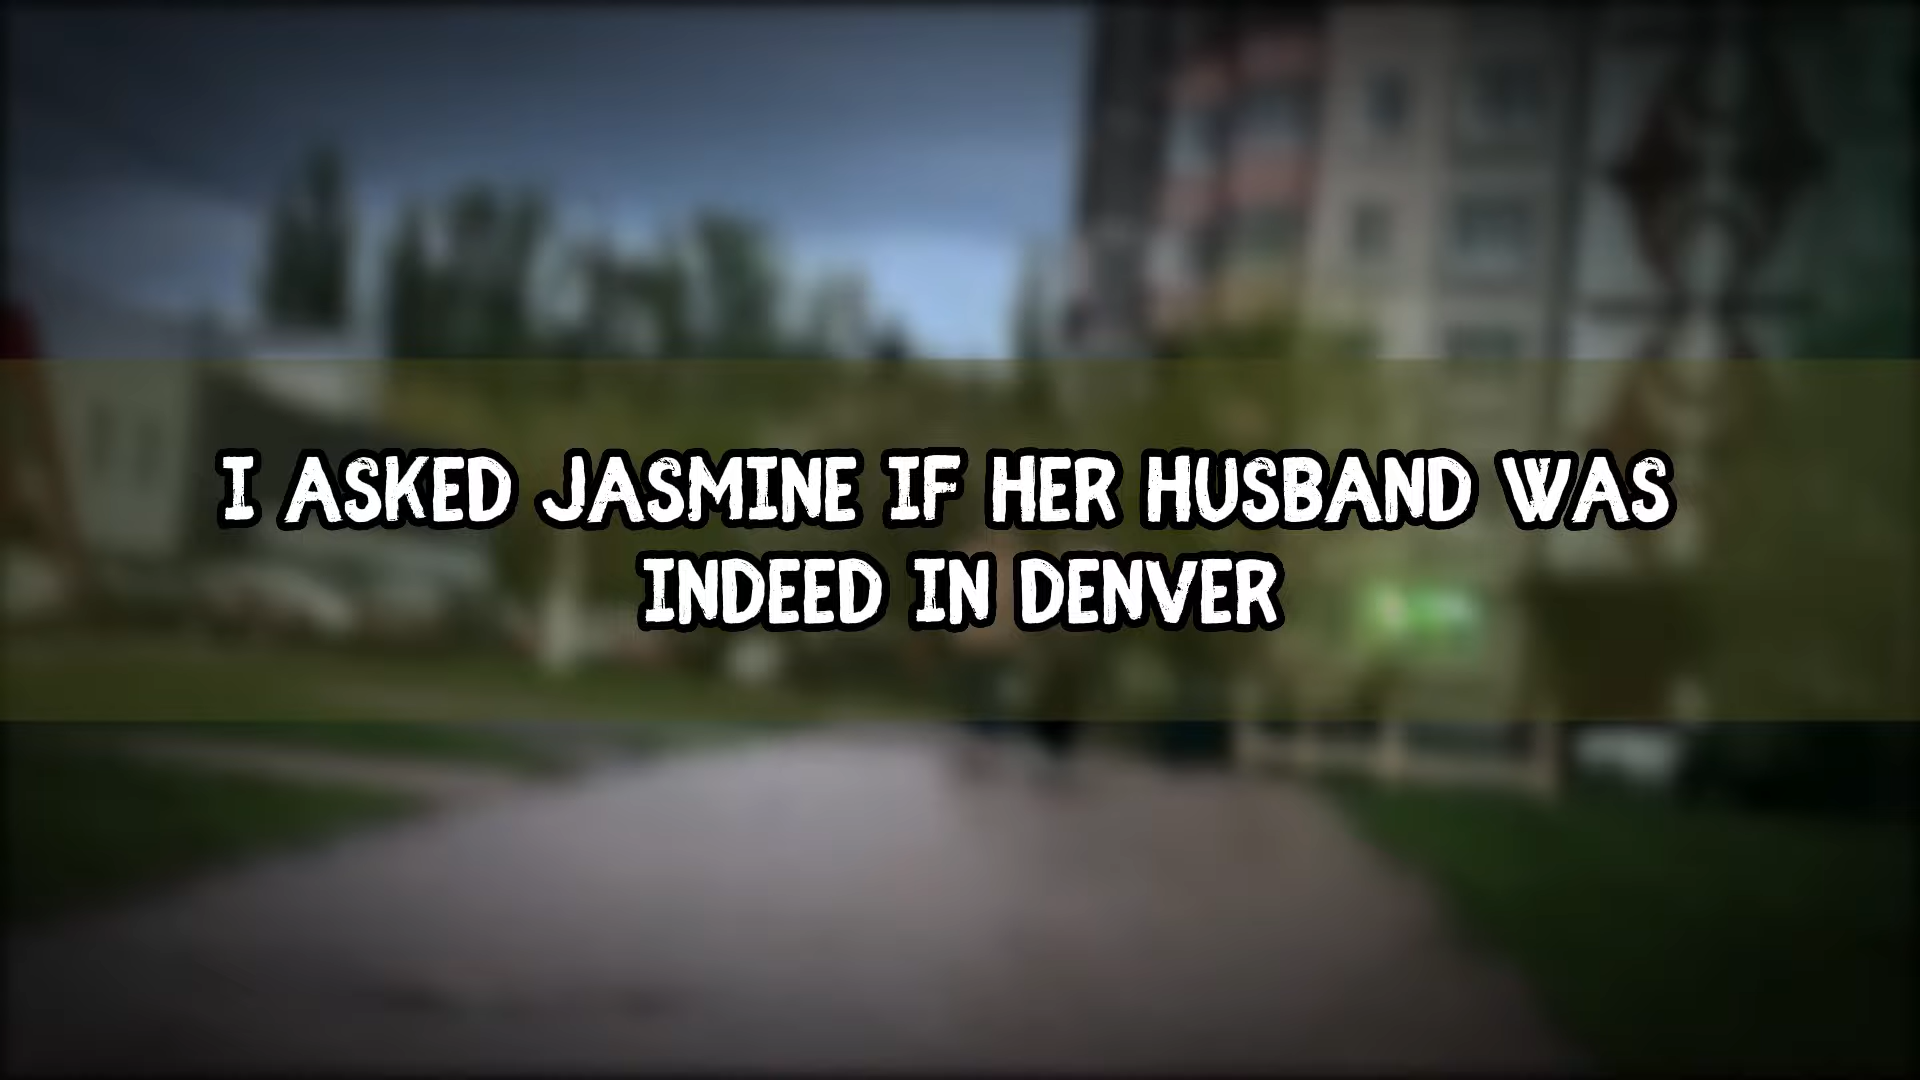 I ASKED JASMINE IF HER HUSBAND WAS
INDEED IN DENVER